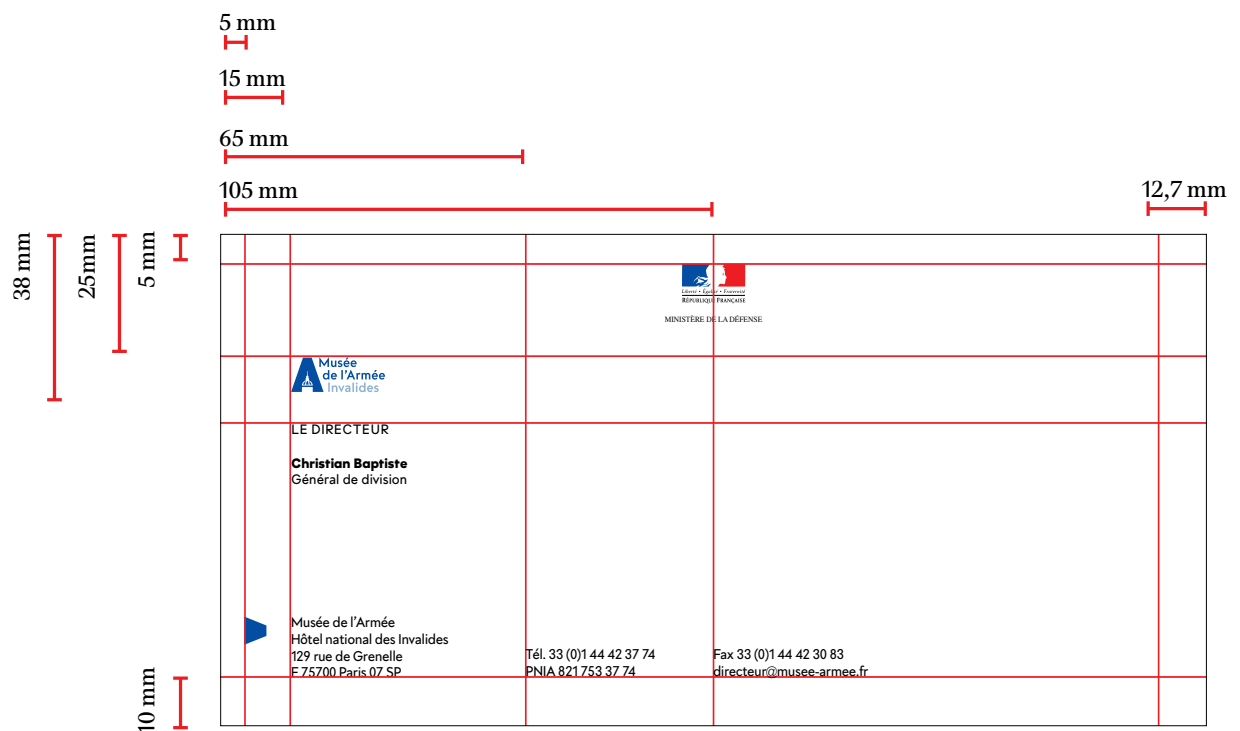 5 mm
15 mm
65 mm
105 mm
12,7 mm
38 mm
25mm
5 mm
Liberté • Égalité • Fraternité
RÉPUBLIQUE FRANÇAISE
MINISTÈRE DE LA DÉFENSE
Musée
de l'Armée
Invalides
LE DIRECTEUR
Christian Baptiste
Général de division
Musée de l'Armée
Hôtel national des Invalides
129 rue de Grenelle
F 75700 Paris 07 SP
Tél. 33 (0)1 44 42 37 74
PNIA 821 753 37 74
Fax 33 (0)1 44 42 30 83
directeur@musee-armee.fr
10 mm